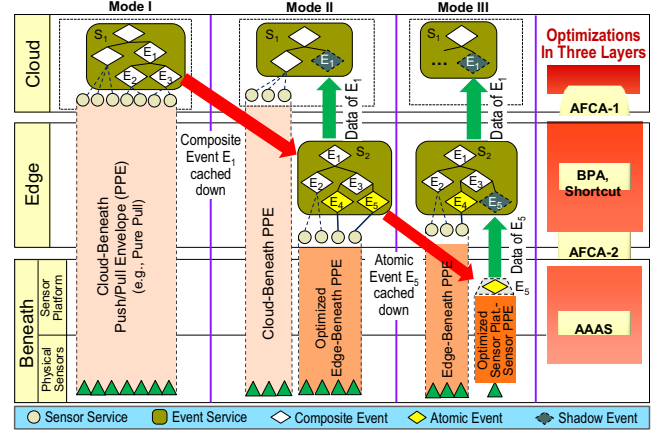 Mode I
Mode II
Mode III
Optimizations
In Three Layers
Cloud
S1
E1
E2
E3
S1
E1
S1
...
E1
AFCA-1
Data of E1
Data of E1
Composite
Event E1
cached
down
Edge
S2
E1
E2
E3
E4
E5
S2
E1
E2
E3
E4
E5
BPA,
Shortcut
Cloud-Beneath
Push/Pull Envelope (PPE)
(e.g., Pure Pull)
Cloud-Beneath PPE
Optimized
Edge-Beneath PPE
Atomic
Event E5
cached
down
Edge-Beneath PPE
Data of E5
E5
Optimized
Sensor Plat.-
Sensor PPE
AFCA-2
AAAS
Beneath
Sensor
Platform
Physical
Sensors
Sensor Service
Event Service
Composite Event
Atomic Event
Shadow Event